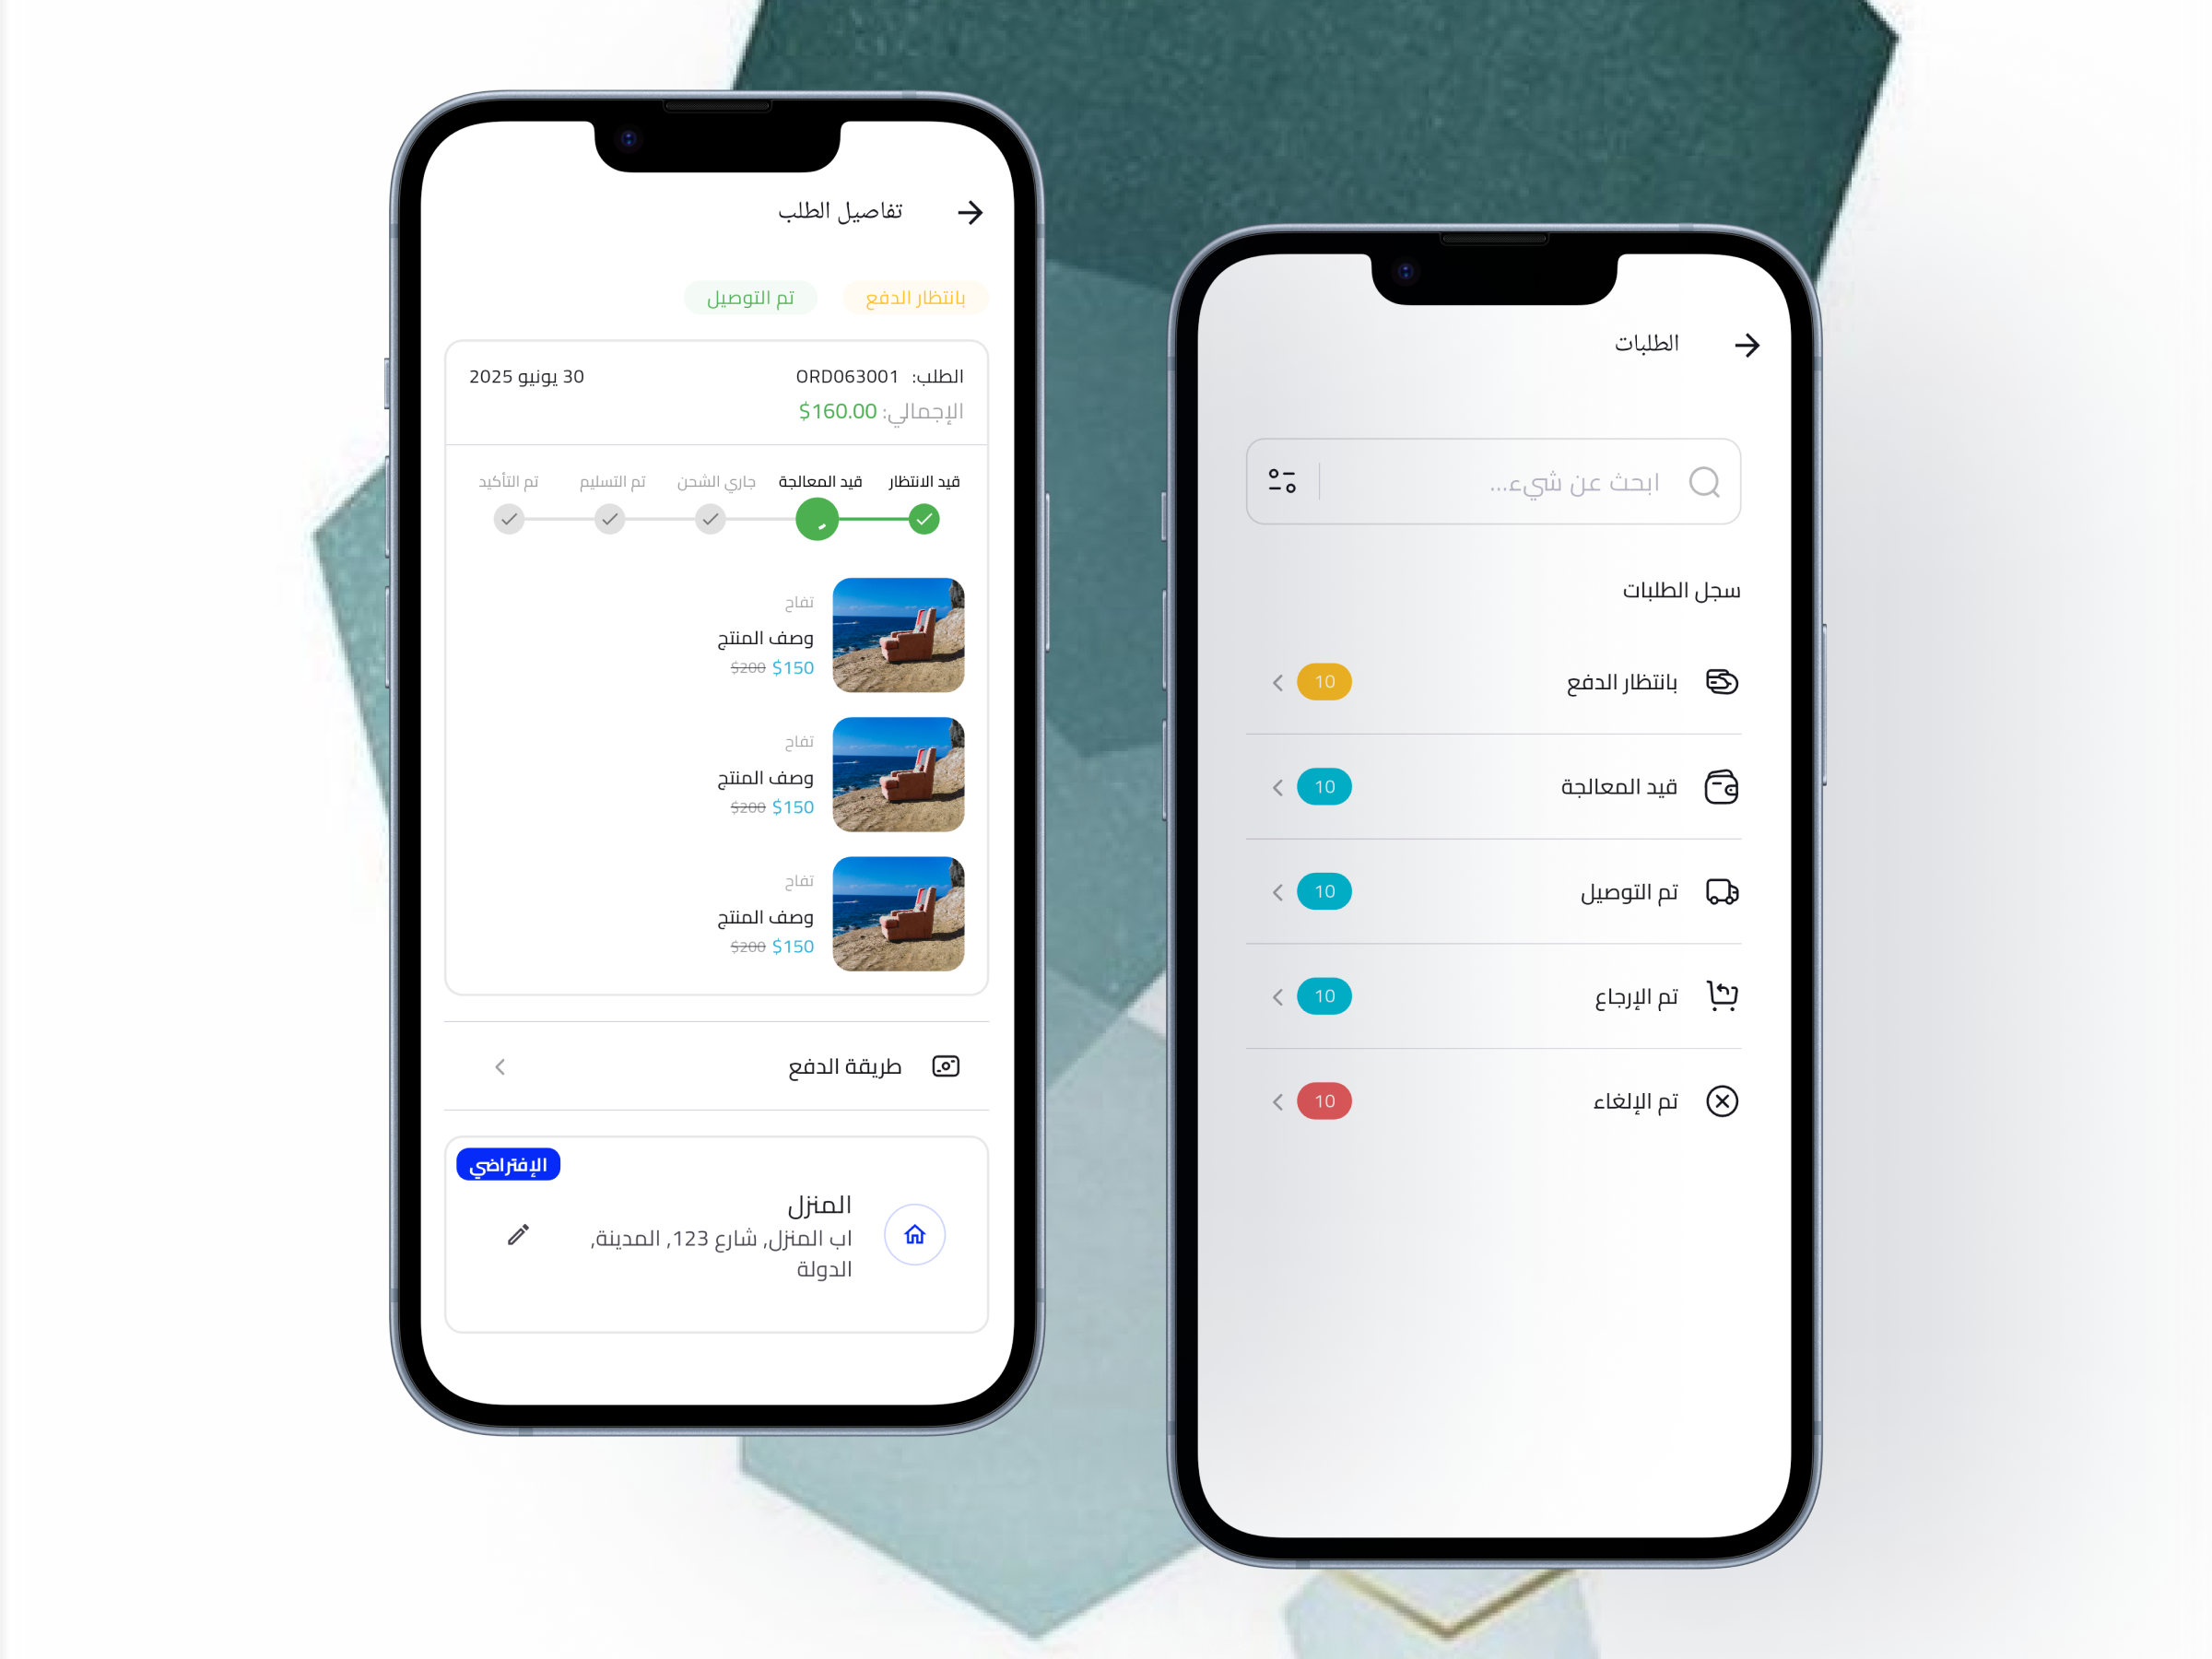 تفاصيل الطلب
بانتظار الدفع
تم التوصيل
الطلب: ORD063001
30 يونيو 2025
الإجمالي: $160.00
قيد الانتظار
قيد المعالجة
جاري الشحن
تم التسليم
تم التأكيد
تفاح
وصف المنتج
$150 $200
تفاح
وصف المنتج
$150 $200
تفاح
وصف المنتج
$150 $200
طريقة الدفع
الإفتراضي
المنزل
اب المنزل, شارع 123, المدينة,
الدولة
الطلبات
ابحث عن شيء...
سجل الطلبات
بانتظار الدفع
10
قيد المعالجة
10
تم التوصيل
10
تم الإرجاع
10
تم الإلغاء
10